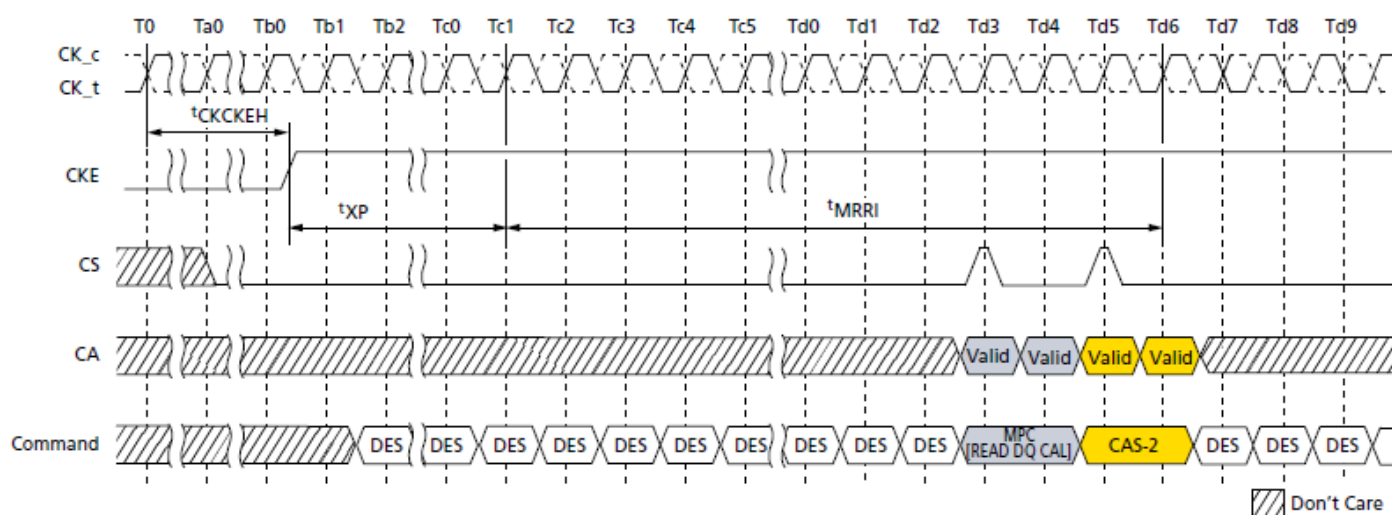 T0 Ta0 Tb0 Tb1 Tb2 Tc0 Tc1 Tc2 Tc3 Tc4 Tc5 Td0 Td1 Td2 Td3 Td4 Td5 Td6 Td7 Td8 Td9
CK_c
CK_t
tCKCKEH
CKE
tXP tMRRI
CS
CA Valid Valid Valid Valid
Command DES DES DES DES DES DES DES DES DES DES MPC [READ DQ CAL] CAS-2 DES DES DES
Don't Care